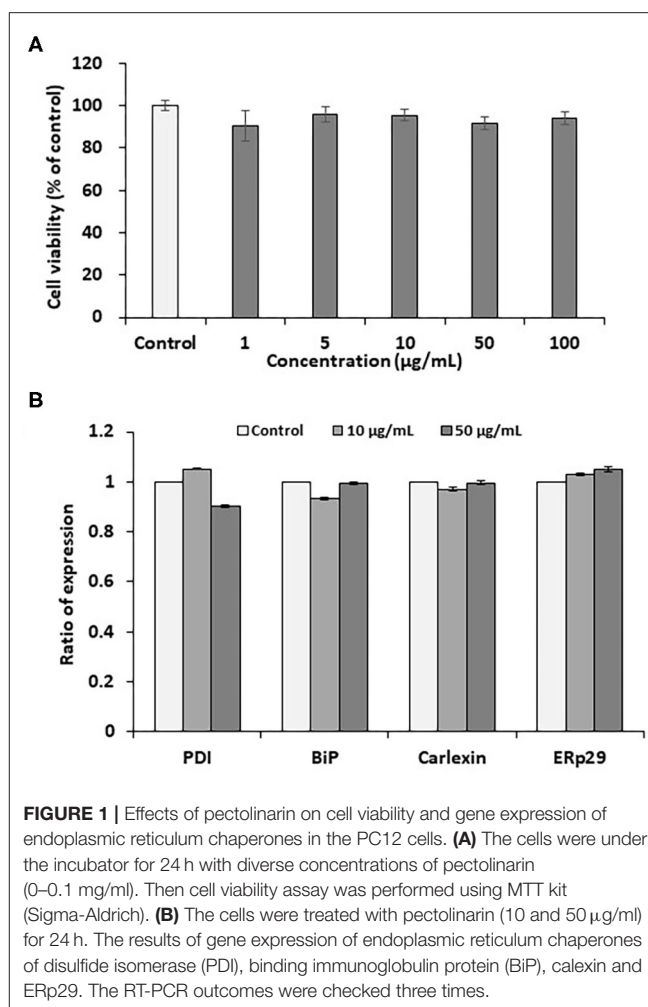 A
120
100
80
60
40
20
0
Cell viability (% of control)
Control 1 5 10 50 100
Concentration (µg/mL)
B
1.2
1
0.8
0.6
0.4
0.2
0
Ratio of expression
Control 10 µg/mL 50 µg/mL
PDI BiP Carlexin ERp29
FIGURE 1 | Effects of pectolinarin on cell viability and gene expression of
endoplasmic reticulum chaperones in the PC12 cells. (A) The cells were under
the incubator for 24 h with diverse concentrations of pectolinarin
(0–0.1 mg/ml). Then cell viability assay was performed using MTT kit
(Sigma-Aldrich). (B) The cells were treated with pectolinarin (10 and 50 µg/ml)
for 24 h. The results of gene expression of endoplasmic reticulum chaperones
of disulfide isomerase (PDI), binding immunoglobulin protein (BiP), calexin and
ERp29. The RT-PCR outcomes were checked three times.